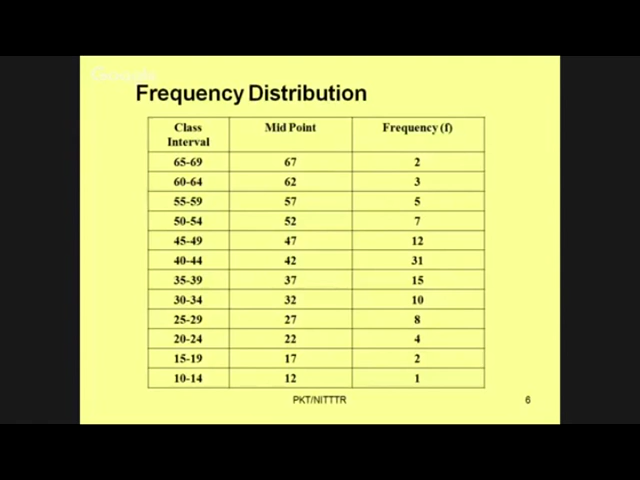 Frequency Distribution
Class Interval Mid Point Frequency (f)
65-69 67 2
60-64 62 3
55-59 57 5
50-54 52 7
45-49 47 12
40-44 42 31
35-39 37 15
30-34 32 10
25-29 27 8
20-24 22 4
15-19 17 2
10-14 12 1
PKT/NITTTR 6